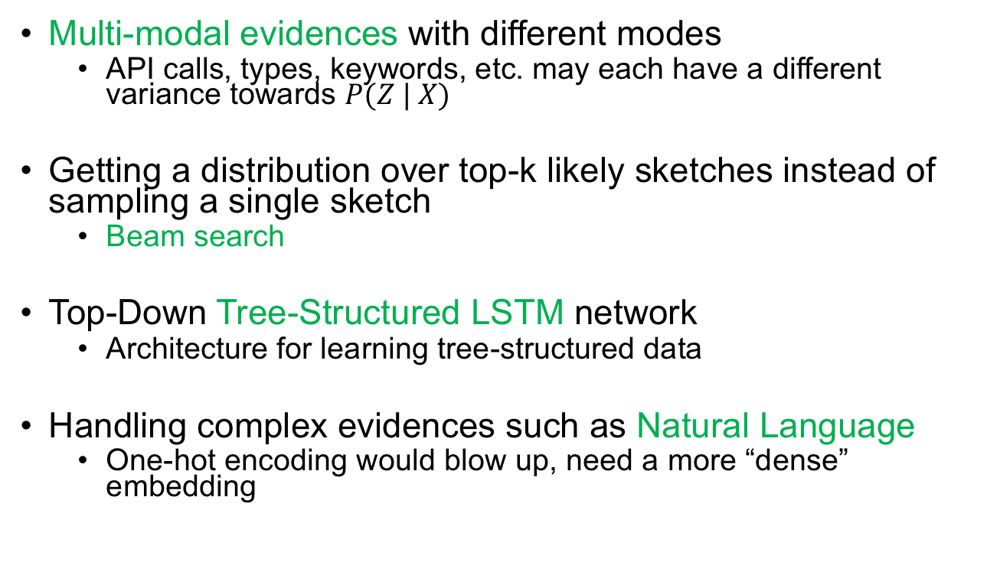 • Multi-modal evidences with different modes
• API calls, types, keywords, etc. may each have a different
variance towards P(Z | X)
• Getting a distribution over top-k likely sketches instead of
sampling a single sketch
• Beam search
• Top-Down Tree-Structured LSTM network
• Architecture for learning tree-structured data
• Handling complex evidences such as Natural Language
• One-hot encoding would blow up, need a more “dense”
embedding